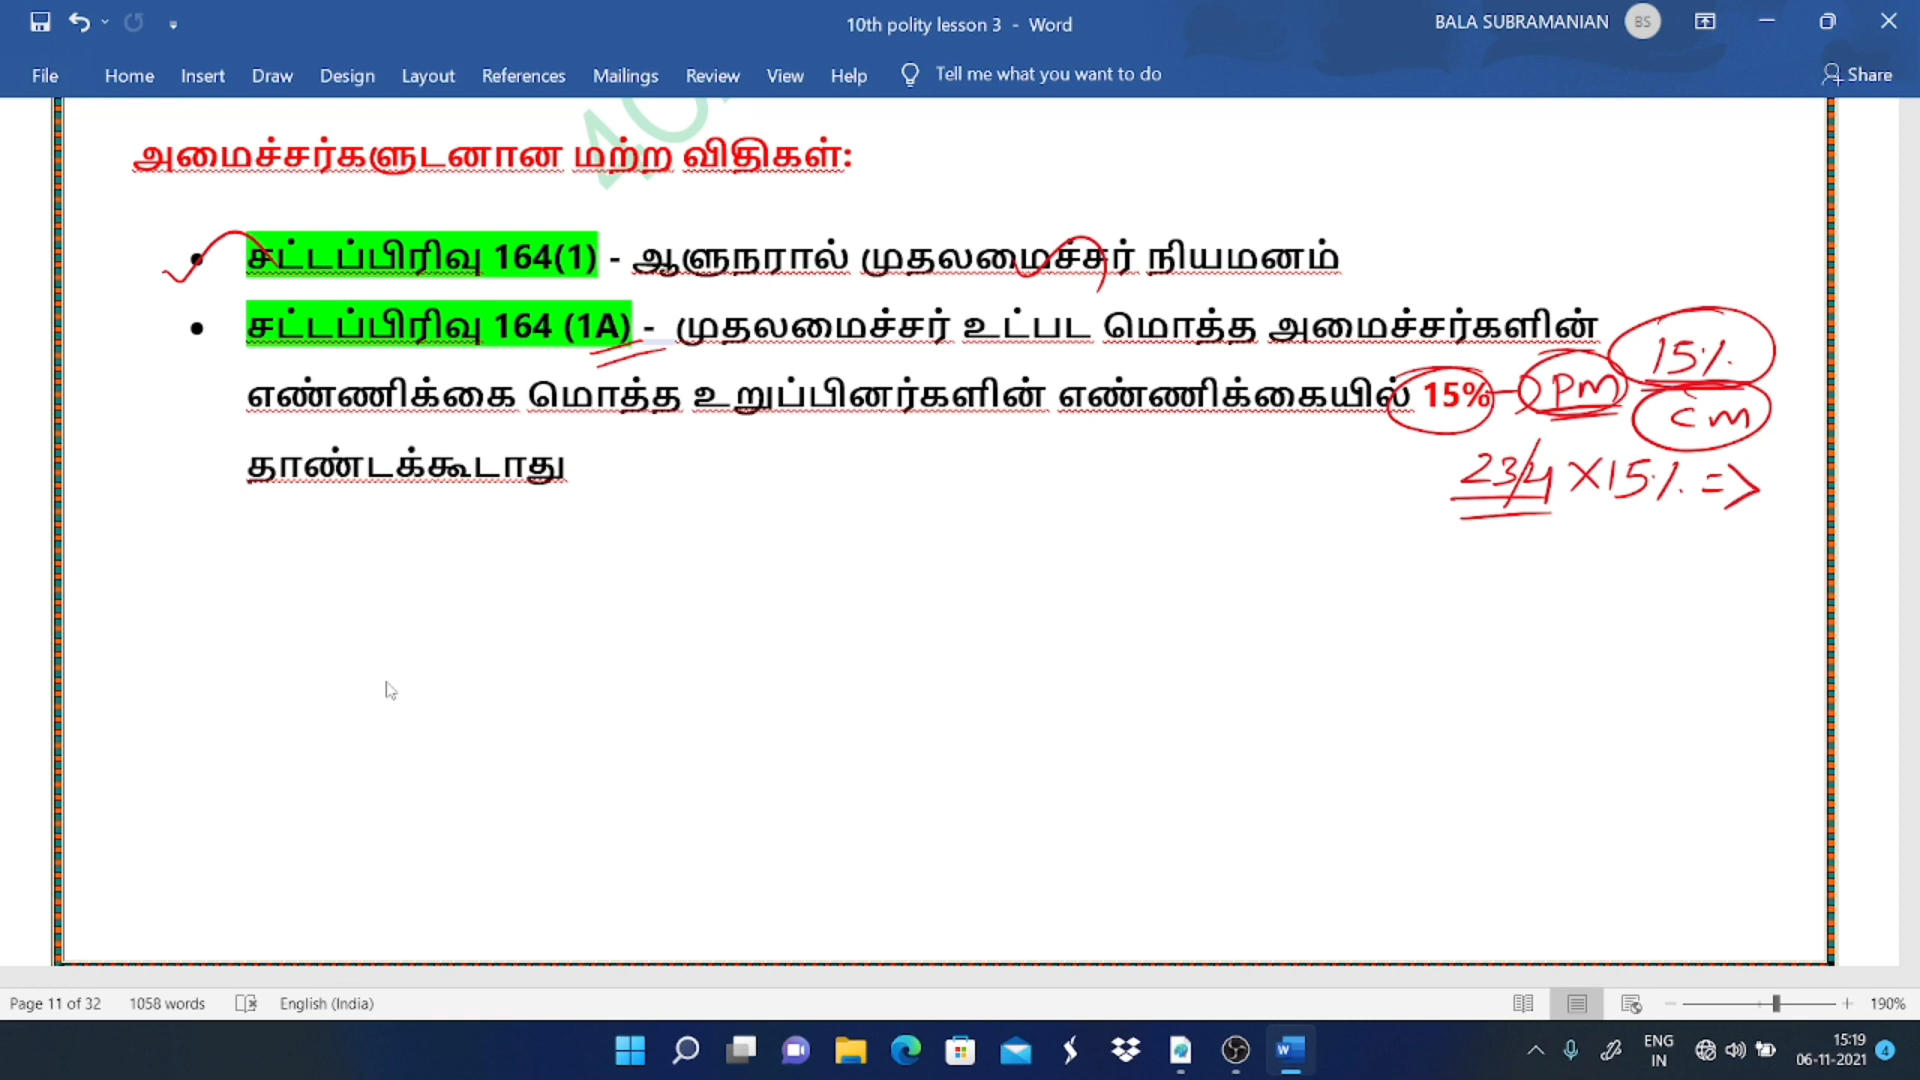 10th polity lesson 3 - Word
BALA SUBRAMANIAN BS
File Home Insert Draw Design Layout References Mailings Review View Help Tell me what you want to do Share
அமைச்சர்களுடனான மற்ற விதிகள்:
• சட்டப்பிரிவு 164(1) - ஆளுநரால் முதலமைச்சர் நியமனம்
• சட்டப்பிரிவு 164 (1A) - முதலமைச்சர் உட்பட மொத்த அமைச்சர்களின்
எண்ணிக்கை மொத்த உறுப்பினர்களின் எண்ணிக்கையில் 15%
தாண்டக்கூடாது
15%
PM
CM
234 X 15% =>
Page 11 of 32 1058 words English (India) 190%
ENG IN 15:19 06-11-2021 4